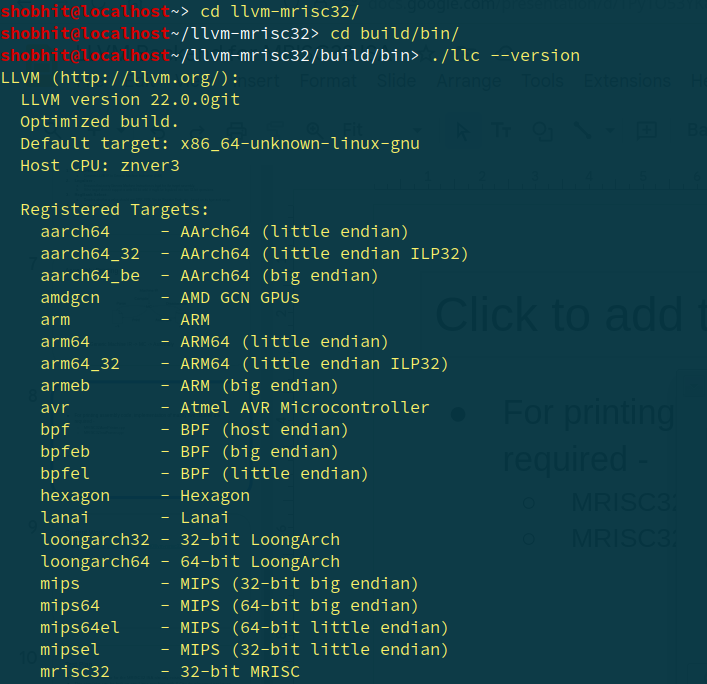 shobhit@localhost~> cd llvm-mrisc32/
shobhit@localhost~/llvm-mrisc32> cd build/bin/
shobhit@localhost~/llvm-mrisc32/build/bin> ./llc --version
LLVM (http://llvm.org/):
  LLVM version 22.0.0git
  Optimized build.
  Default target: x86_64-unknown-linux-gnu
  Host CPU: znver3

  Registered Targets:
    aarch64     - AArch64 (little endian)
    aarch64_32  - AArch64 (little endian ILP32)
    aarch64_be  - AArch64 (big endian)
    amdgcn      - AMD GCN GPUs
    arm         - ARM
    arm64       - ARM64 (little endian)
    arm64_32    - ARM64 (little endian ILP32)
    armeb       - ARM (big endian)
    avr         - Atmel AVR Microcontroller
    bpf         - BPF (host endian)
    bpfeb       - BPF (big endian)
    bpfel       - BPF (little endian)
    hexagon     - Hexagon
    lanai       - Lanai
    loongarch32 - 32-bit LoongArch
    loongarch64 - 64-bit LoongArch
    mips        - MIPS (32-bit big endian)
    mips64      - MIPS (64-bit big endian)
    mips64el    - MIPS (64-bit little endian)
    mipsel      - MIPS (32-bit little endian)
    mrisc32     - 32-bit MRISC
Format Slide Arrange Tools Extensions
Click to add
For printing
required -